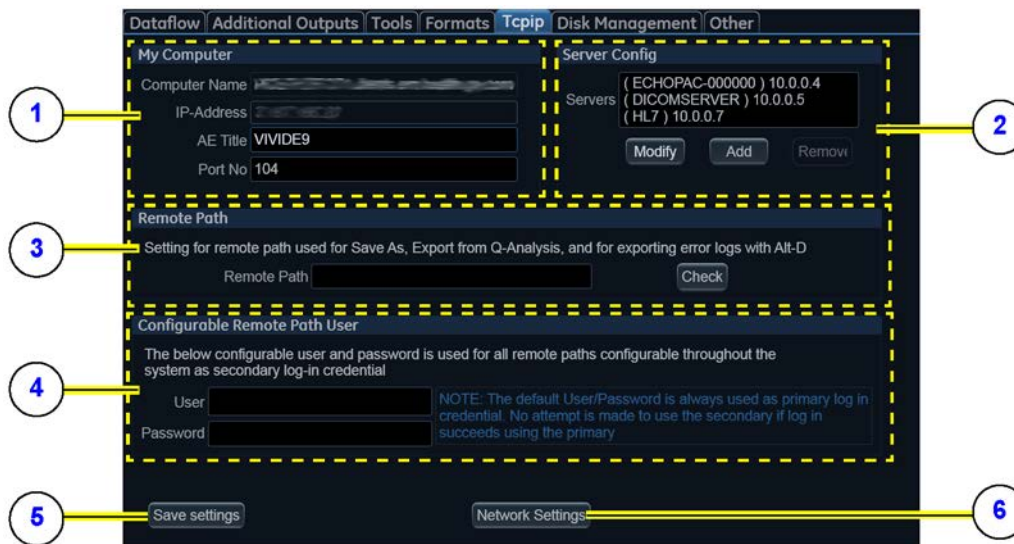 Dataflow Additional Outputs Tools Formats Tcpip Disk Management Other
My Computer
Computer Name
IP-Address
AE Title VIVIDE9
Port No 104
Server Config
Servers
( ECHOPAC-000000 ) 10.0.0.4
( DICOMSERVER ) 10.0.0.5
( HL7 ) 10.0.0.7
Modify Add Remove
1
2
Remote Path
Setting for remote path used for Save As, Export from Q-Analysis, and for exporting error logs with Alt-D
Remote Path Check
3
Configurable Remote Path User
The below configurable user and password is used for all remote paths configurable throughout the
system as secondary log-in credential
User
Password
NOTE: The default User/Password is always used as primary log in
credential. No attempt is made to use the secondary if log in
succeeds using the primary
4
5
Save settings
Network Settings
6